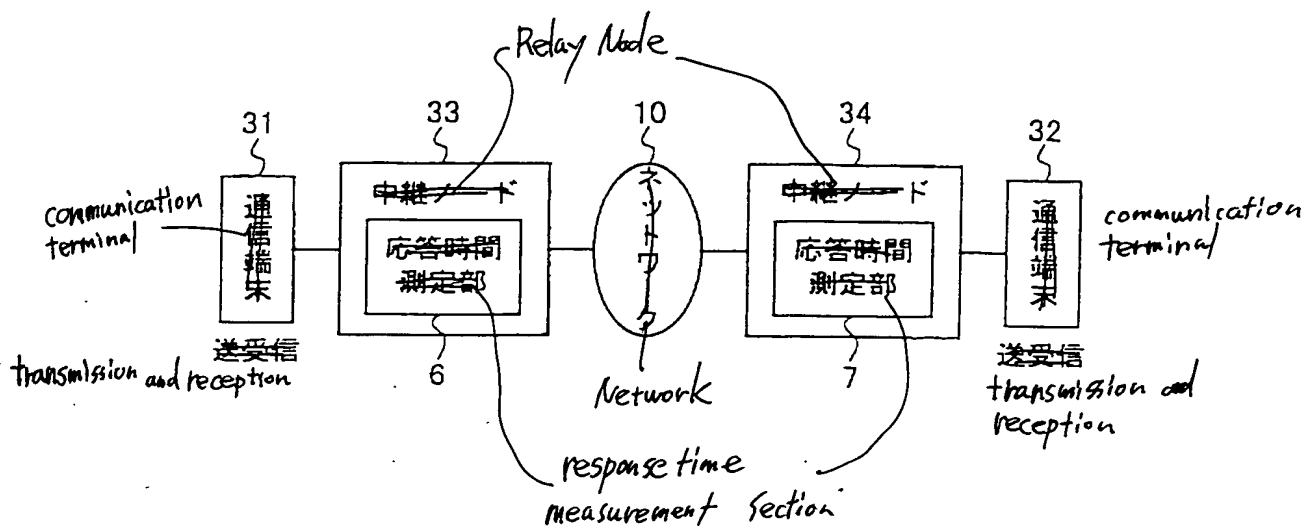 Relay Node
31
33
10
34
32
communication
terminal
通信端末
中継ノード
応答時間
測定部
6
ネットワーク
中継ノード
応答時間
測定部
7
通信端末
communication
terminal
送受信
transmission and reception
Network
送受信
transmission and
reception
response time
measurement section